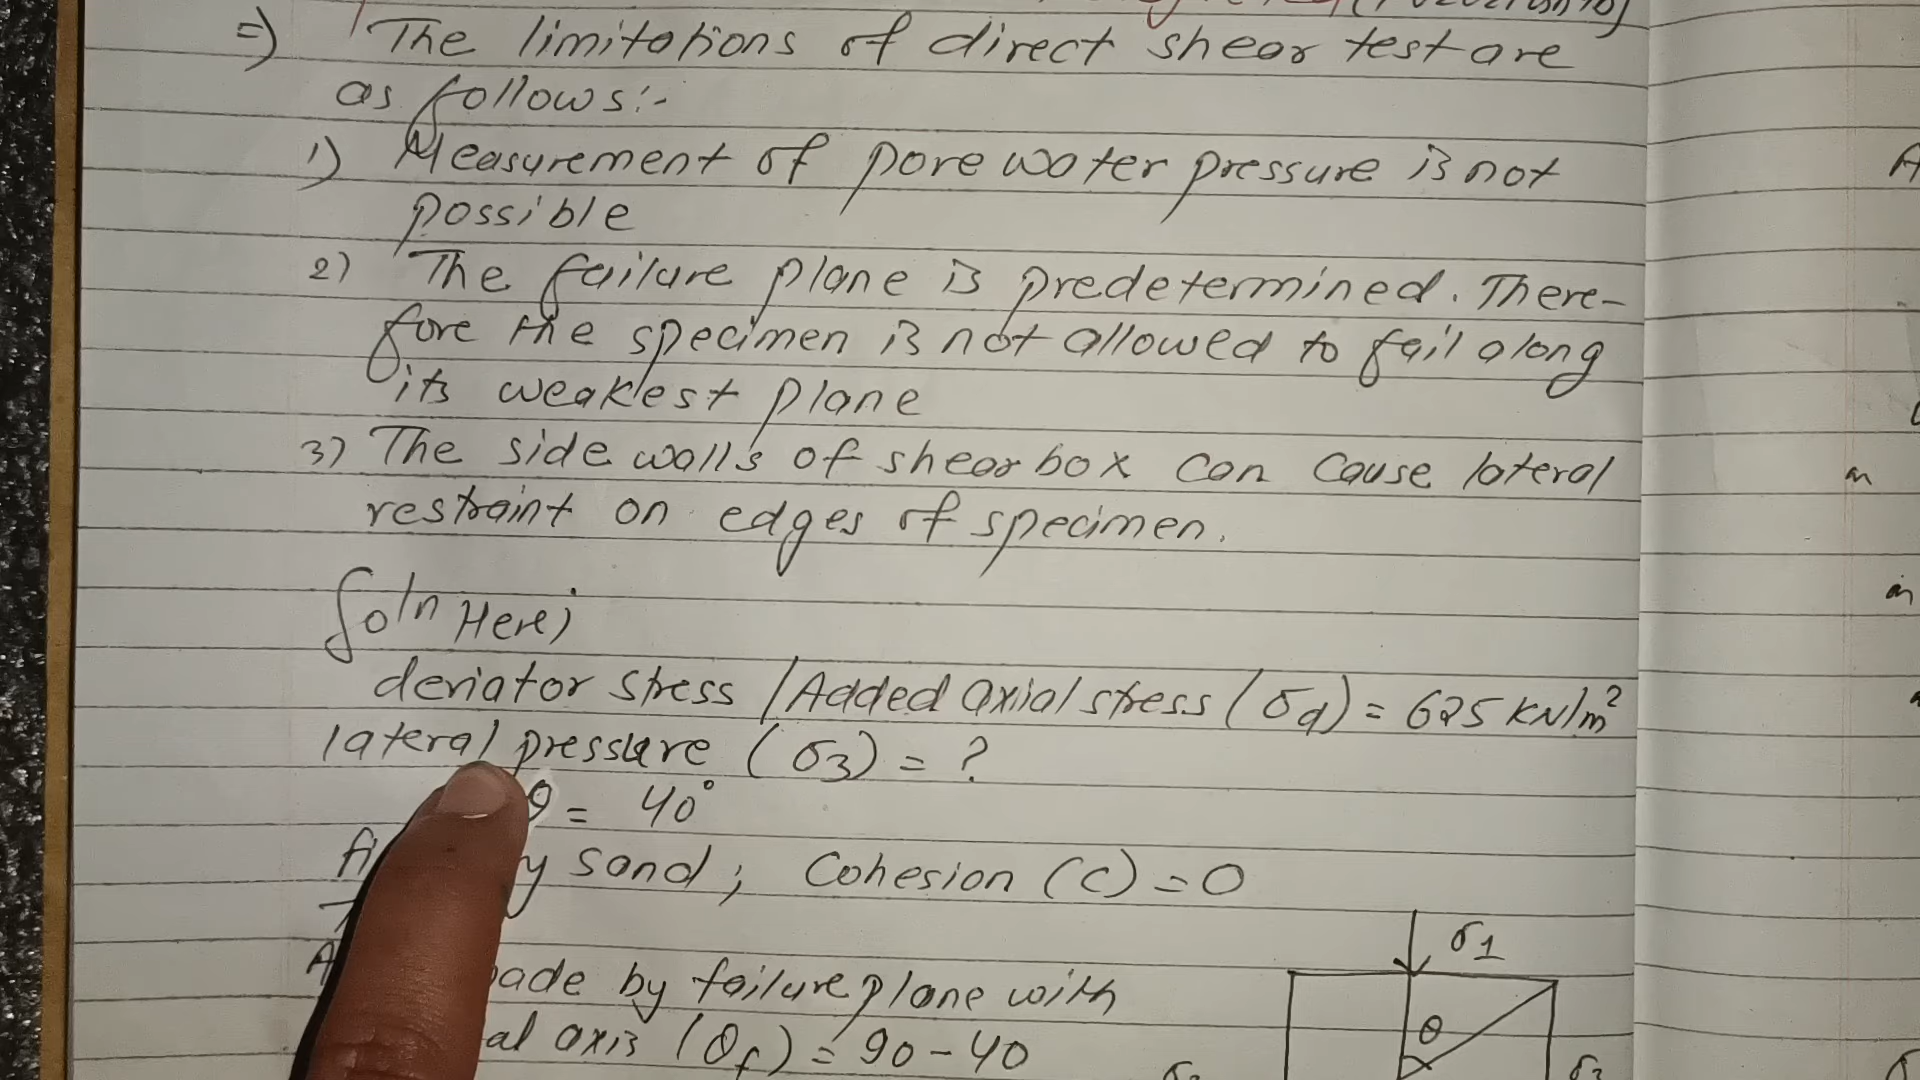 =) The limitations of direct shear test are
as follows:-
1) Measurement of pore water pressure is not
possible
2) The failure plane is predetermined. There-
fore the specimen is not allowed to fail along
its weakest plane
3) The side walls of shear box can cause lateral
restraint on edges of specimen.
Soln Here;
deviator stress / Added axial stress (σd) = 625 KN/m²
lateral pressure (σ3) = ?
θ = 40°
sand; Cohesion (C) = 0
by failure plane with
axis (θf) = 90 - 40
σ1
θ